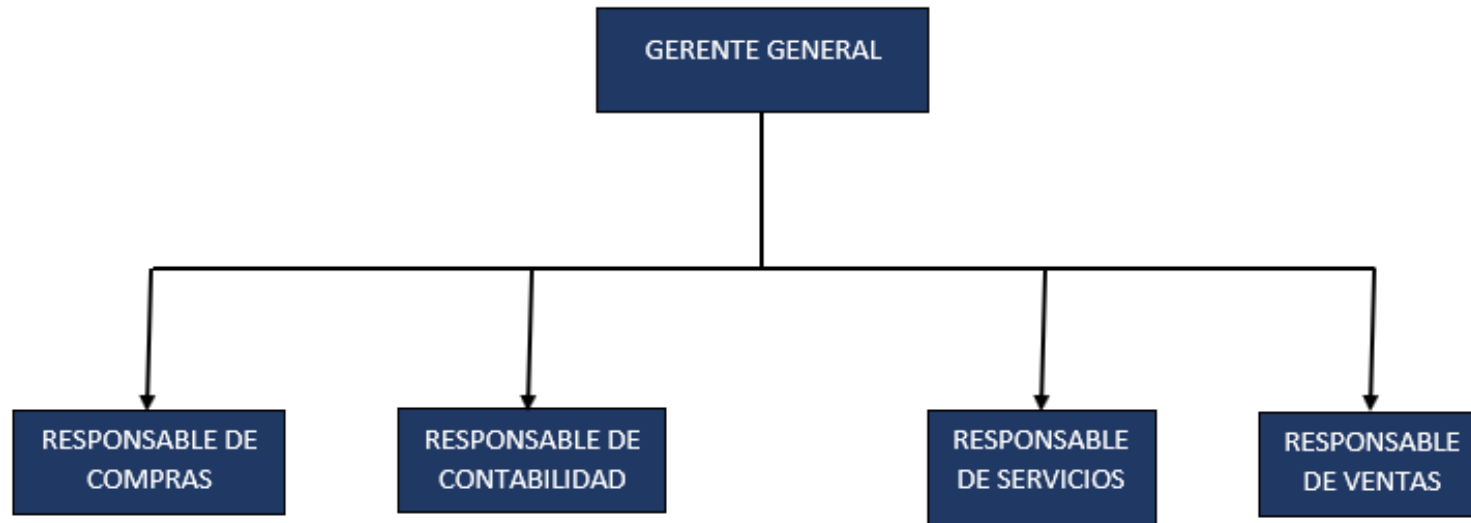 GERENTE GENERAL
RESPONSABLE DE
COMPRAS
RESPONSABLE DE
CONTABILIDAD
RESPONSABLE
DE SERVICIOS
RESPONSABLE
DE VENTAS